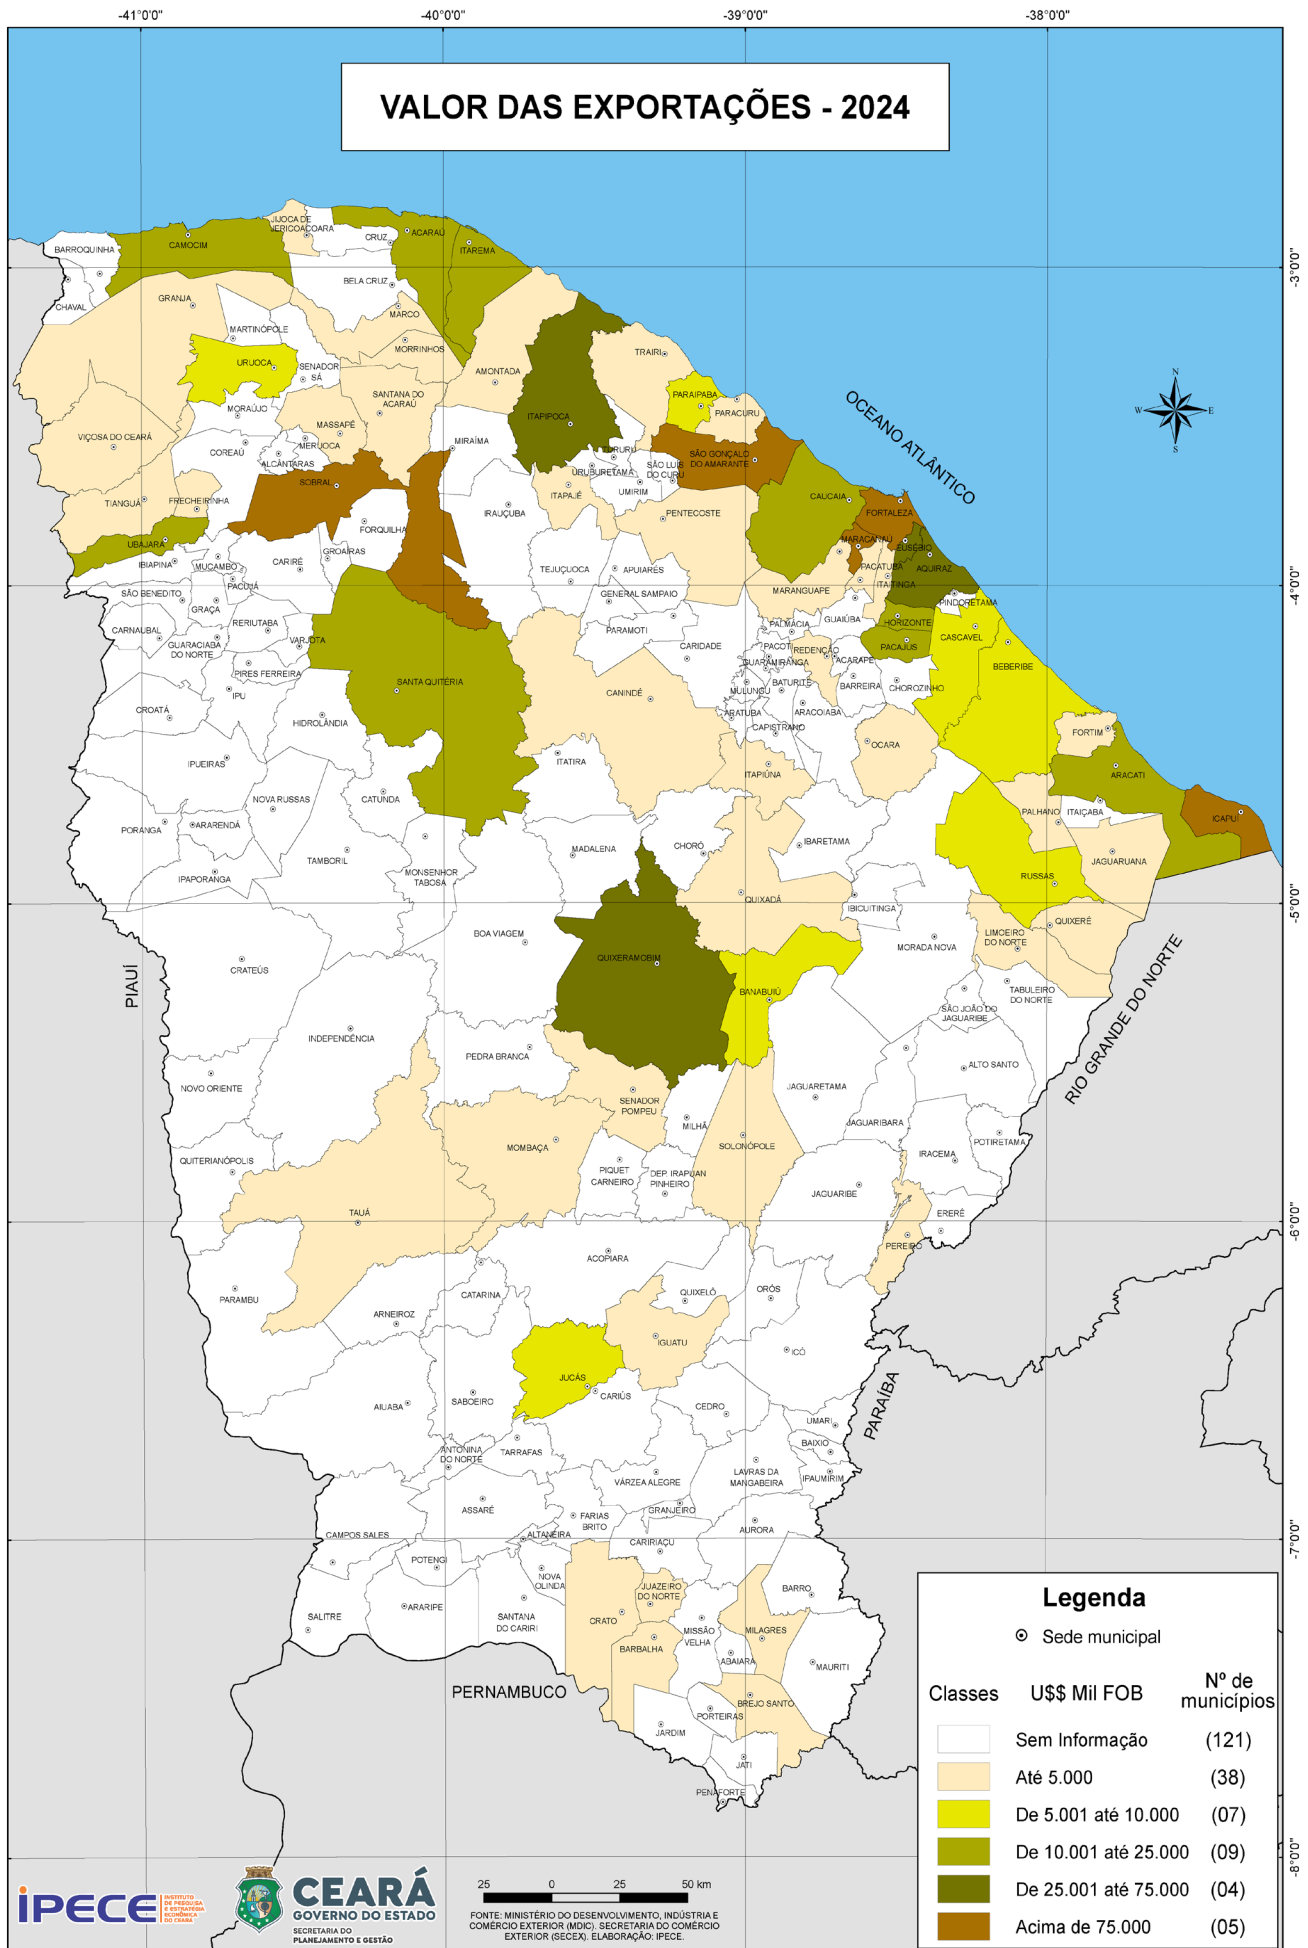 -41°0'0"
-40°0'0"
-39°0'0"
-38°0'0"
VALOR DAS EXPORTAÇÕES - 2024
JIJOCA DE
JERICOACOARA
CRUZ
ACARAÚ
CAMOCIM
ITAREMA
BARROQUINHA
-3°0'0"
BELA CRUZ
CHAVAL
GRANJA
MARCO
MARTINÓPOLE
MORRINHOS
TRAIRI
URUOCA
SENADOR
SÁ
AMONTADA
SANTANA DO
ACARAÚ
PARAIPABA
MORAÚJO
ITAPIPOCA
PARACURU
OCEANO ATLÂNTICO
N
W
E
S
MASSAPÊ
VIÇOSA DO CEARÁ
MERUOCA
MIRAÍMA
COREAÚ
TURURU
ALCÂNTARAS
SÃO GONÇALO
DO AMARANTE
URUBURETAMA
SÃO LUIS
DO CURU
SOBRAL
UMIRIM
ITAPAJÉ
CAUCAIA
TIANGUÁ
FRECHEIRINHA
IRAUÇUBA
PENTECOSTE
FORTALEZA
FORQUILHA
UBAJARA
MARACANAÚ
EUSÉBIO
GROAÍRAS
IBIAPINA
CARIRÉ
MUCAMBO
PACATUBA
AQUIRAZ
TEJUÇUOCA
APUIARÉS
ITAITINGA
PACUJÁ
-4°0'0"
MARANGUAPE
SÃO BENEDITO
GENERAL SAMPAIO
PINDORETAMA
GRAÇA
GUAIÚBA
RERIUTABA
PALMÁCIA
HORIZONTE
CARNAUBAL
PARAMOTI
GUARACIABA
DO NORTE
VARJOTA
CARIDADE
PACOTI
REDENÇÃO
PACAJUS
CASCAVEL
GUARAMIRANGA
ACARAPE
BEBERIBE
PIRES FERREIRA
SANTA QUITÉRIA
BATURITÉ
BARREIRA
CHOROZINHO
MULUNGU
IPU
CANINDÉ
CROATÁ
ARATUBA
ARACOIABA
HIDROLÂNDIA
CAPISTRANO
FORTIM
OCARA
IPUEIRAS
ITATIRA
ITAPIÚNA
ARACATI
CATUNDA
NOVA RUSSAS
PALHANO
ITAIÇABA
ICAPUÍ
PORANGA
ARARENDÁ
IBARETAMA
MADALENA
CHORÓ
TAMBORIL
JAGUARUANA
MONSENHOR
TABOSA
IPAPORANGA
RUSSAS
QUIXADÁ
IBICUITINGA
-5°0'0"
QUIXERÊ
BOA VIAGEM
LIMOEIRO
DO NORTE
MORADA NOVA
QUIXERAMOBIM
CRATEÚS
PIAUÍ
BANABUIÚ
TABULEIRO
DO NORTE
SÃO JOÃO DO
JAGUARIBE
RIO GRANDE DO NORTE
INDEPENDÊNCIA
PEDRA BRANCA
ALTO SANTO
NOVO ORIENTE
JAGUARETAMA
SENADOR
POMPEU
MILHÃ
JAGUARIBARA
POTIRETAMA
MOMBAÇA
SOLONÓPOLE
IRACEMA
QUITERIANÓPOLIS
PIQUET
CARNEIRO
DEP. IRAPUAN
PINHEIRO
JAGUARIBE
TAUÁ
ERERÊ
-6°0'0"
PEREIRO
ACOPIARA
CATARINA
QUIXELÔ
ORÓS
PARAMBU
ARNEIROZ
IGUATU
ICÓ
JUCÁS
CARIÚS
PARAÍBA
SABOEIRO
AIUABA
CEDRO
UMARI
ANTONINA
DO NORTE
TARRAFAS
BAIXIO
LAVRAS DA
MANGABEIRA
IPAUMIRIM
VÁRZEA ALEGRE
ASSARÉ
GRANJEIRO
FARIAS
BRITO
AURORA
CAMPOS SALES
ALTANEIRA
CARIRIAÇU
-7°0'0"
POTENGI
NOVA
OLINDA
JUAZEIRO
DO NORTE
BARRO
SALITRE
ARARIPE
SANTANA
DO CARIRI
CRATO
MISSÃO
VELHA
MILAGRES
BARBALHA
ABAIARA
MAURITI
PERNAMBUCO
BREJO SANTO
PORTEIRAS
JARDIM
JATI
PENAFORTE
-8°0'0"
Legenda
Sede municipal
Classes
U$$ Mil FOB
Nº de
municípios
Sem Informação (121)
Até 5.000 (38)
De 5.001 até 10.000 (07)
De 10.001 até 25.000 (09)
De 25.001 até 75.000 (04)
Acima de 75.000 (05)
iPECE
INSTITUTO
DE PESQUISA
E ESTRATÉGIA
ECONÔMICA
DO CEARÁ
CEARÁ
GOVERNO DO ESTADO
SECRETARIA DO
PLANEJAMENTO E GESTÃO
25 0 25 50 km
FONTE: MINISTÉRIO DO DESENVOLVIMENTO, INDÚSTRIA E
COMÉRCIO EXTERIOR (MDIC). SECRETARIA DO COMÉRCIO
EXTERIOR (SECEX). ELABORAÇÃO: IPECE.